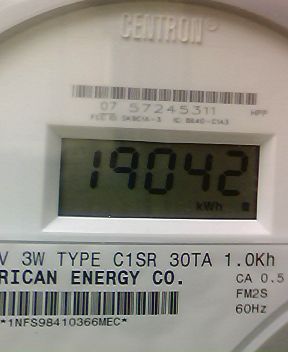 CENTRON®
07 57245311 HPP
19042
kWh
V 3W TYPE C1SR 30TA 1.0Kh
RICAN ENERGY CO. CA 0.5
FM2S
60Hz
*1NFS98410366MEC*